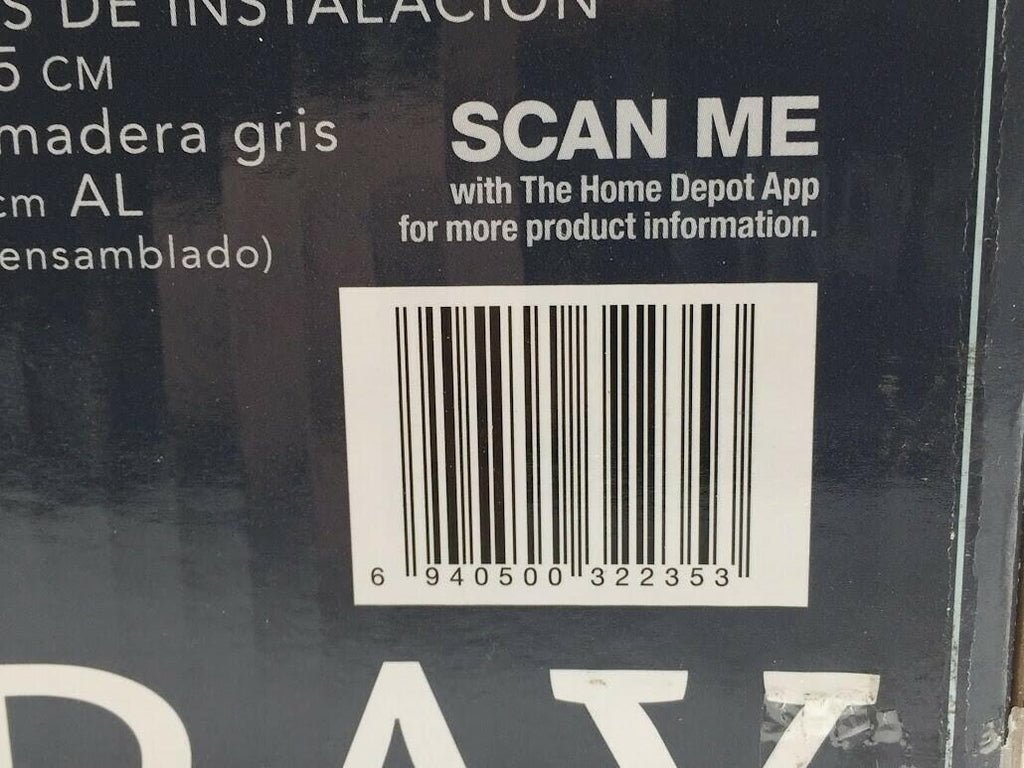 S DE INSTALACIÓN
5 CM
madera gris
cm AL
ensamblado)
SCAN ME
with The Home Depot App
for more product information.
6 940500 322353